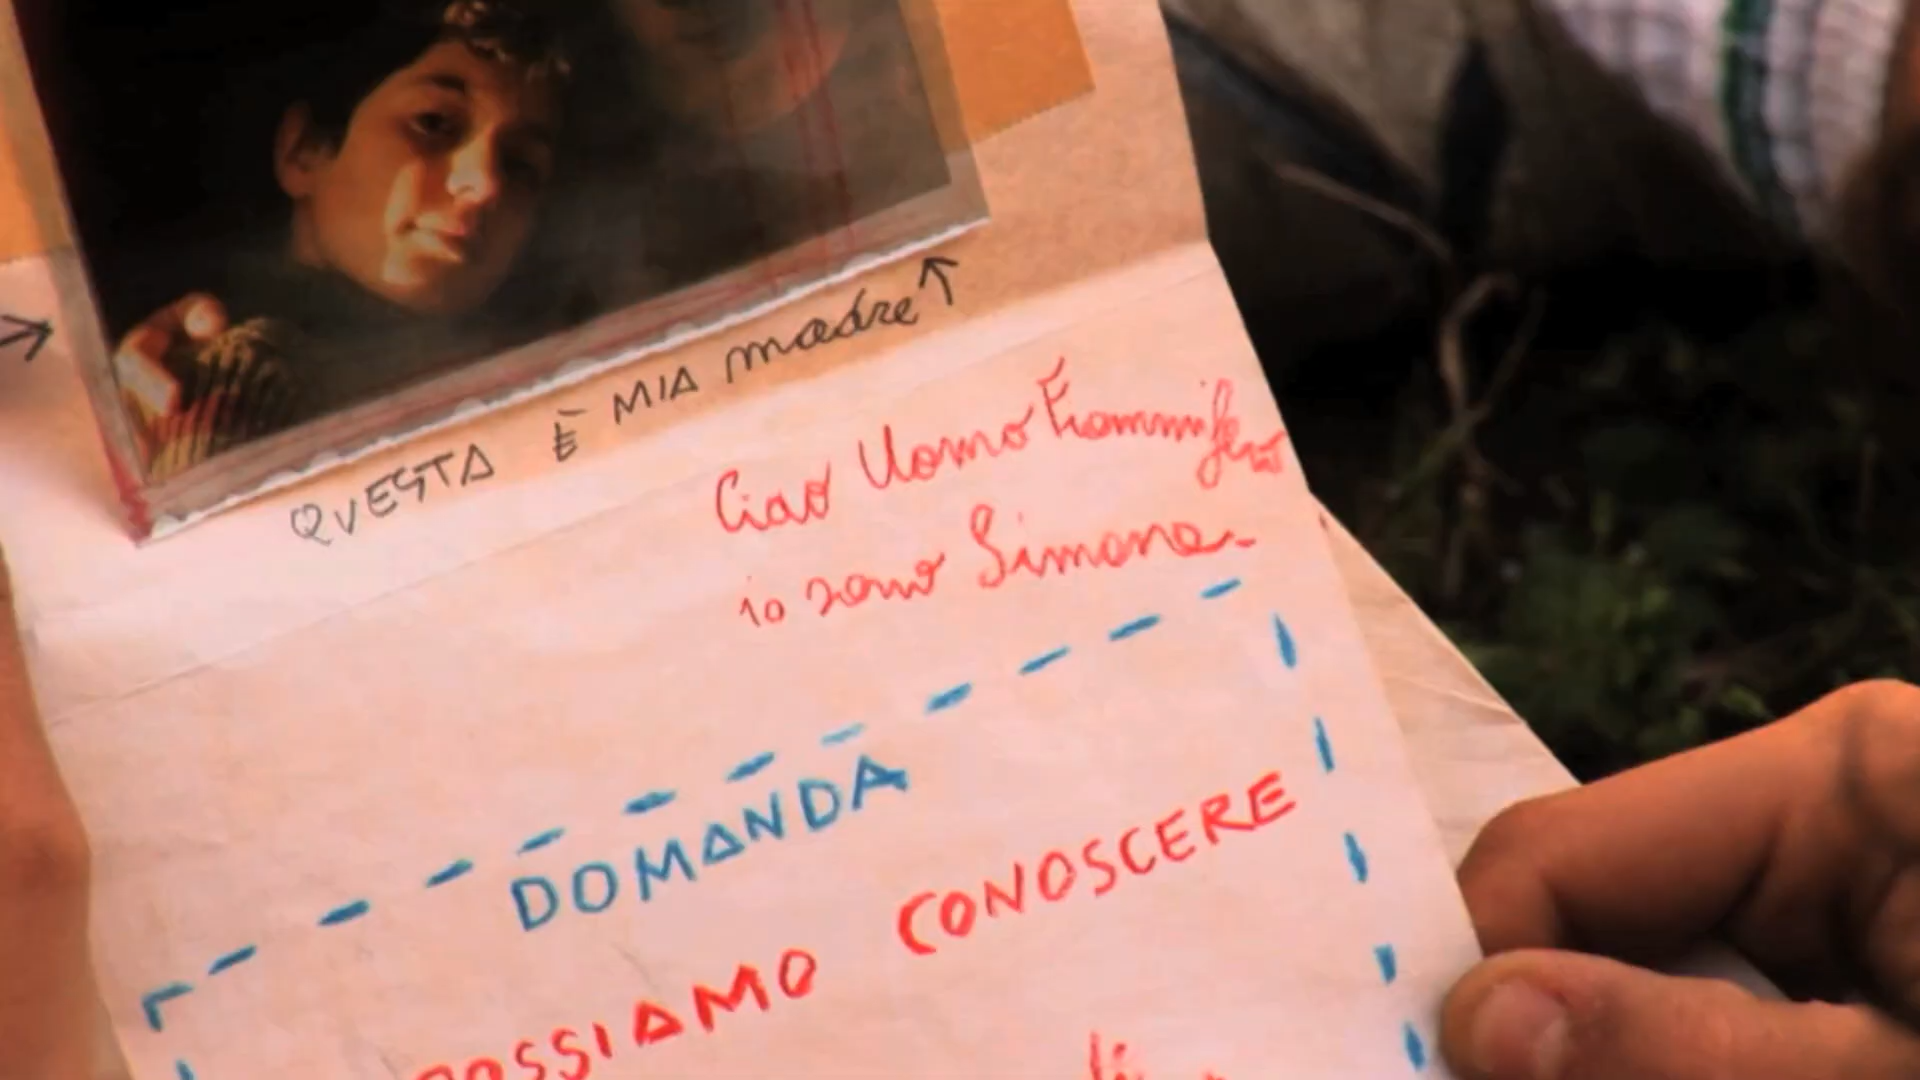 QUESTA È MIA madre
Ciao Uomo Fiammifero
io sono Simone.
DOMANDA
POSSIAMO CONOSCERE